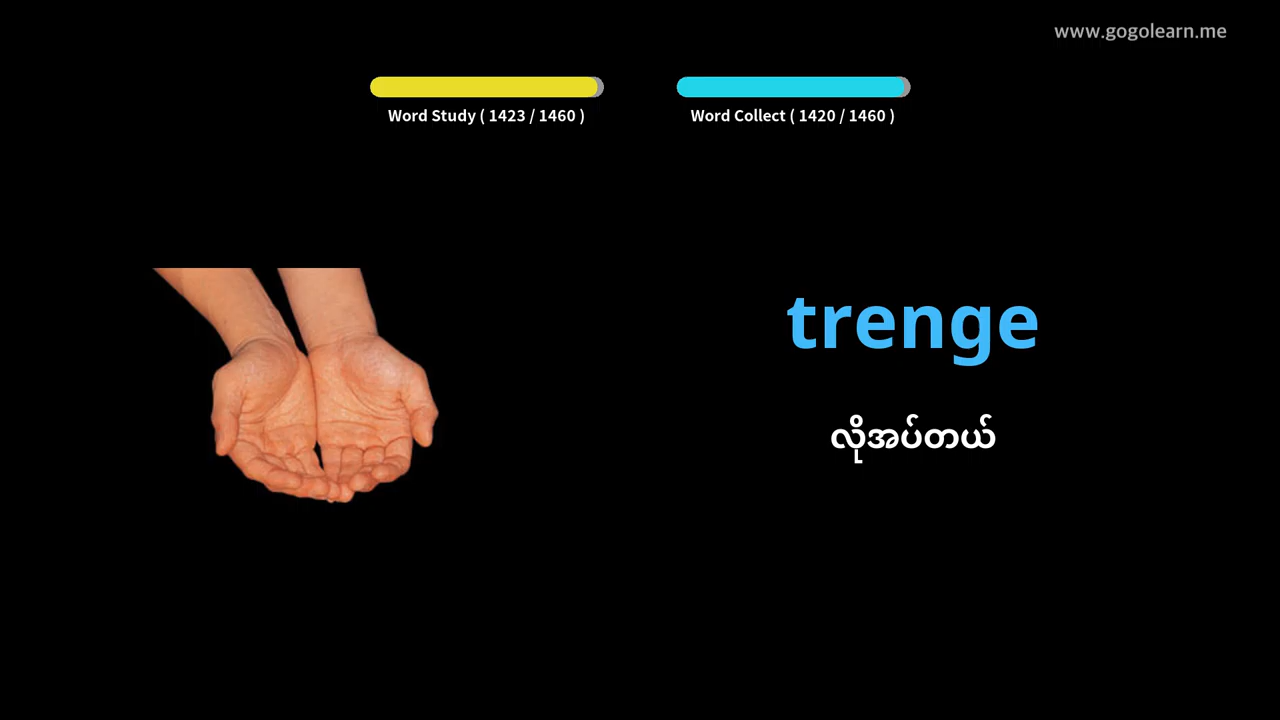 www.gogolearn.me
Word Study ( 1423 / 1460 )
Word Collect ( 1420 / 1460 )
trenge
လိုအပ်တယ်